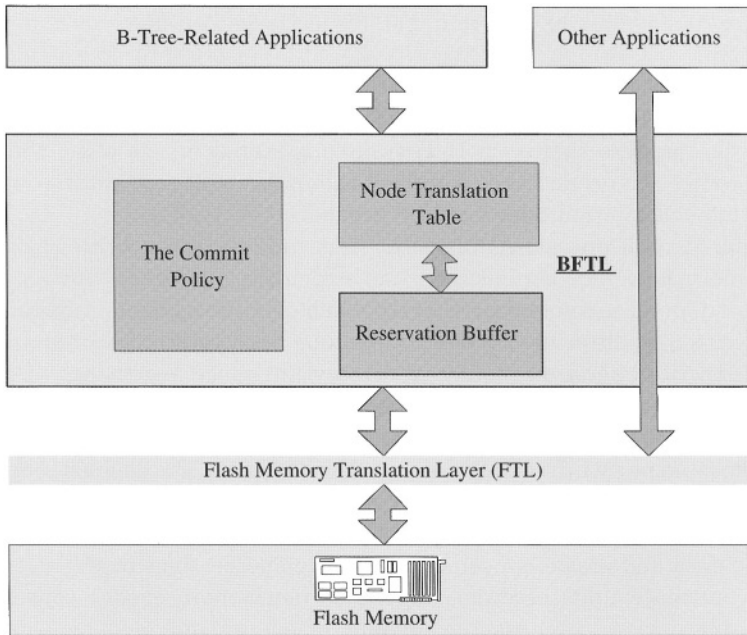 B-Tree-Related Applications
Other Applications
Node Translation
Table
The Commit
Policy
BFTL
Reservation Buffer
Flash Memory Translation Layer (FTL)
Flash Memory